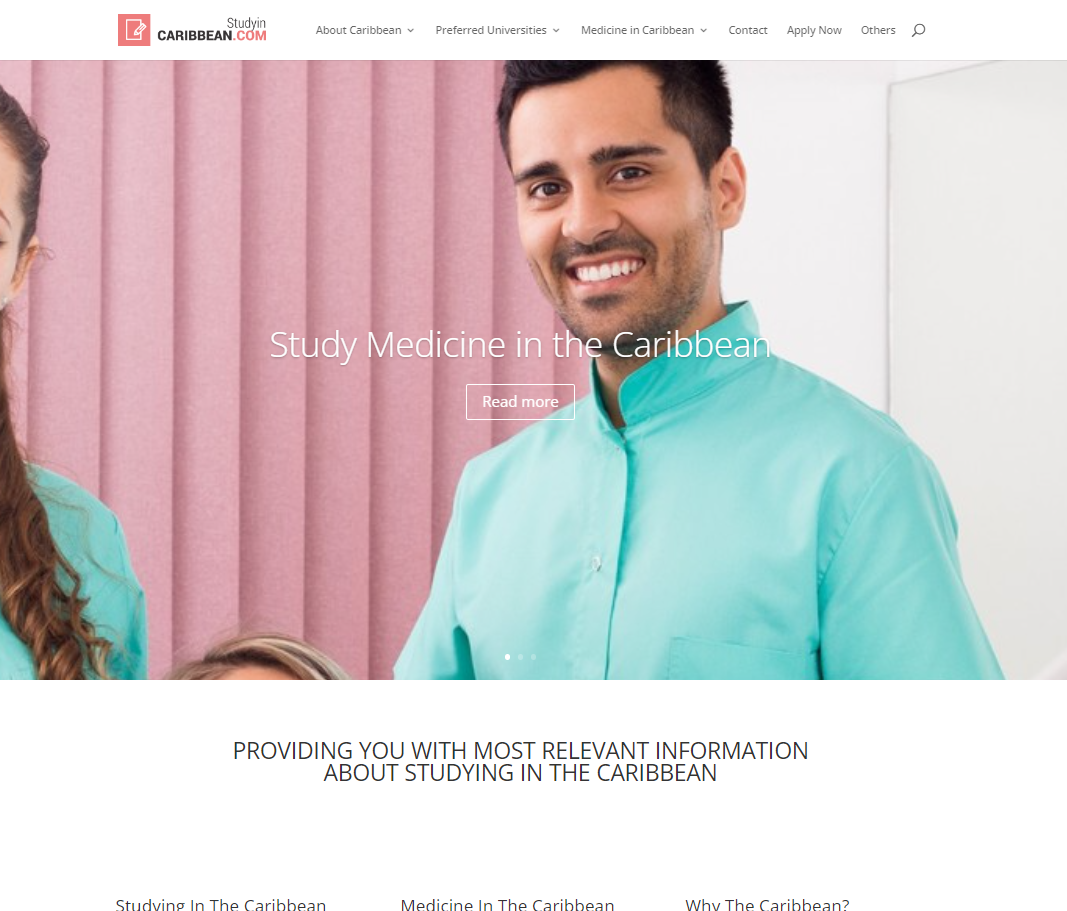 Studyin
CARIBBEAN.COM
About Caribbean
Preferred Universities
Medicine in Caribbean
Contact
Apply Now
Others
Study Medicine in the Caribbean
Read more
PROVIDING YOU WITH MOST RELEVANT INFORMATION
ABOUT STUDYING IN THE CARIBBEAN
Studying In The Caribbean
Medicine In The Caribbean
Why The Caribbean?